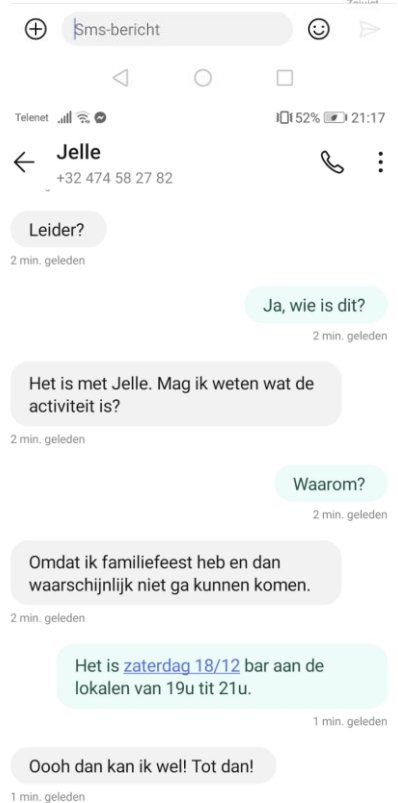 Sms-bericht
Telenet 52% 21:17
Jelle
+32 474 58 27 82
Leider?
2 min. geleden
Ja, wie is dit?
2 min. geleden
Het is met Jelle. Mag ik weten wat de
activiteit is?
2 min. geleden
Waarom?
2 min. geleden
Omdat ik familiefeest heb en dan
waarschijnlijk niet ga kunnen komen.
2 min. geleden
Het is zaterdag 18/12 bar aan de
lokalen van 19u tit 21u.
1 min. geleden
Oooh dan kan ik wel! Tot dan!
1 min. geleden